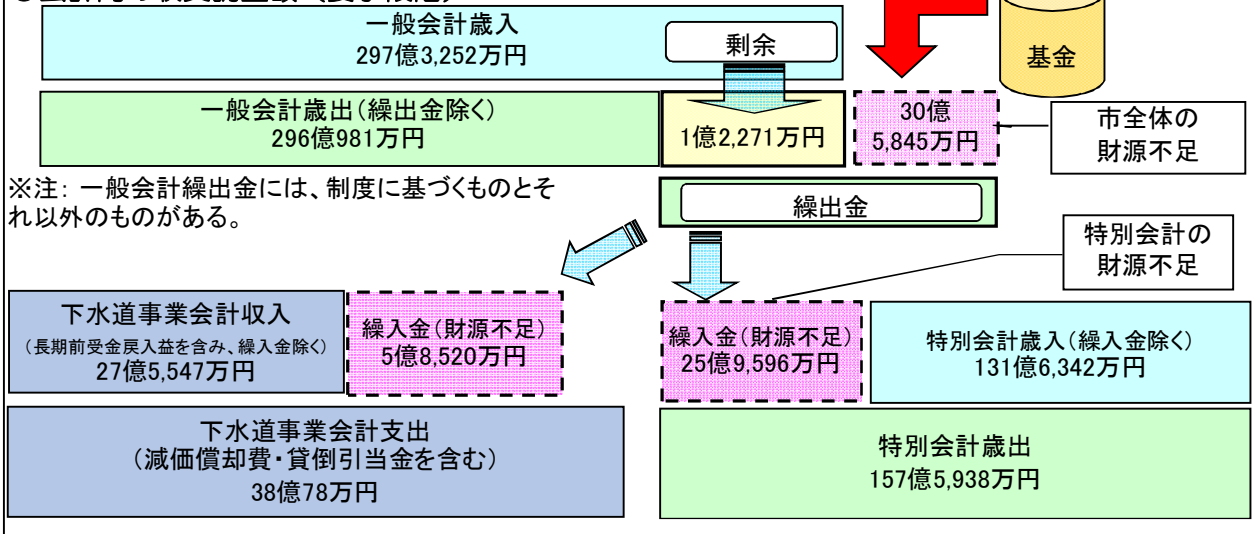 一般会計歳入
297億3,252万円
剰余
基金
一般会計歳出(繰出金除く)
296億981万円
1億2,271万円
30億
5,845万円
市全体の
財源不足
※注: 一般会計繰出金には、制度に基づくものとそ
れ以外のものがある。
繰出金
特別会計の
財源不足
下水道事業会計収入
(長期前受金戻入益を含み、繰入金除く)
27億5,547万円
繰入金(財源不足)
5億8,520万円
繰入金(財源不足)
25億9,596万円
特別会計歳入(繰入金除く)
131億6,342万円
下水道事業会計支出
(減価償却費・貸倒引当金を含む)
38億78万円
特別会計歳出
157億5,938万円